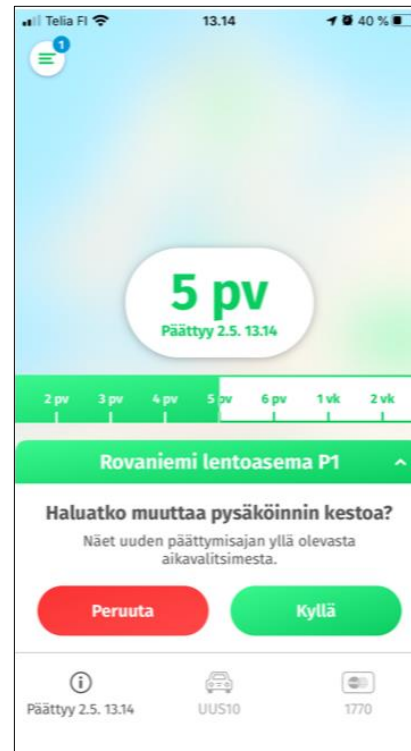 Telia FI 13.14 40 %
1
5 pv
Päättyy 2.5. 13.14
2 pv 3 pv 4 pv 5 pv 6 pv 1 vk 2 vk
Rovaniemi lentoasema P1
Haluatko muuttaa pysäköinnin kestoa?
Näet uuden päättymisajan yllä olevasta
aikavalitsimesta.
Peruuta Kyllä
Päättyy 2.5. 13.14 UUS10 1770